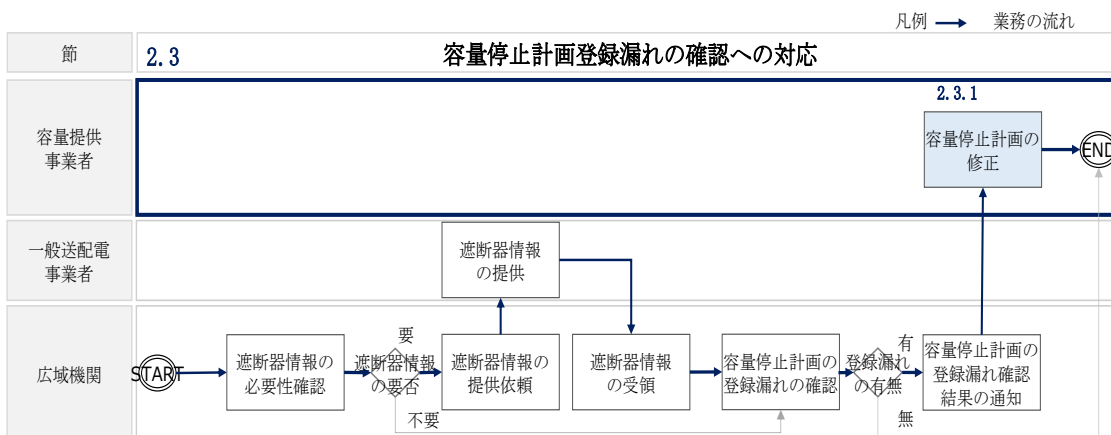 凡例
業務の流れ
節
2.3
容量停止計画登録漏れの確認への対応
容量提供
事業者
2.3.1
容量停止計画の
修正
END
一般送配電
事業者
遮断器情報
の提供
広域機関
START
遮断器情報の
必要性確認
遮断器情報
の要否
要
不要
遮断器情報の
提供依頼
遮断器情報
の受領
容量停止計画の
登録漏れの確認
登録漏れ
の有無
有
無
容量停止計画の
登録漏れ確認
結果の通知